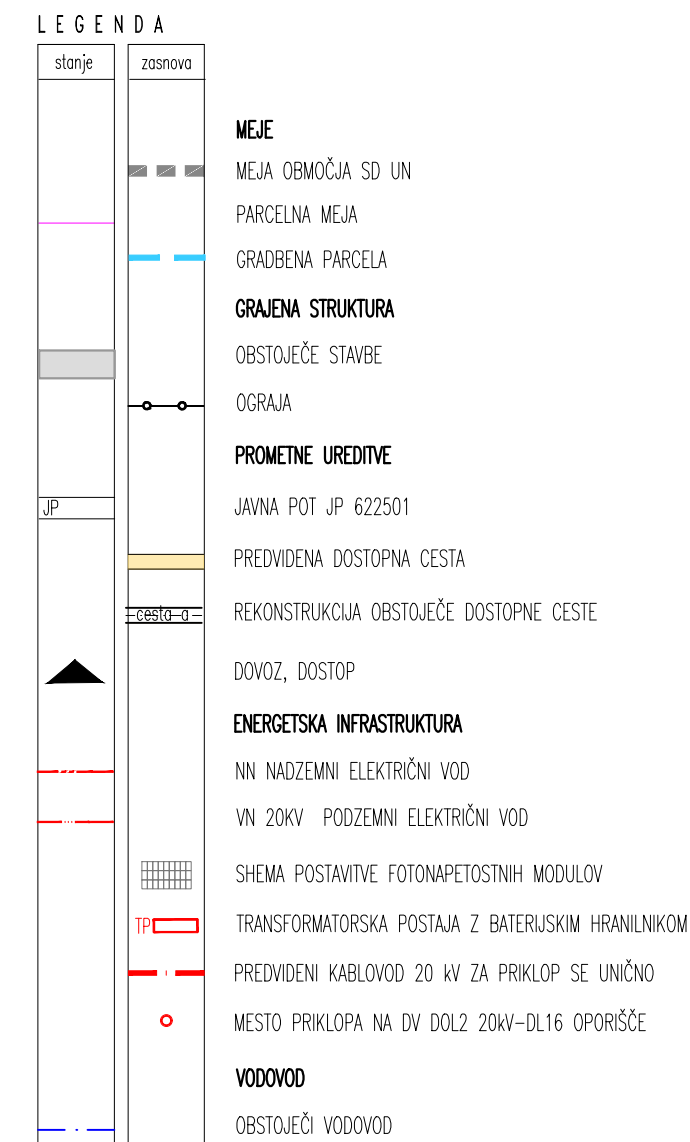 LEGENDA
stanje zasnova
MEJE
MEJA OBMOČJA SD UN
PARCELNA MEJA
GRADBENA PARCELA
GRAJENA STRUKTURA
OBSTOJEČE STAVBE
OGRAJA
PROMETNE UREDITVE
JP JAVNA POT JP 622501
PREDVIDENA DOSTOPNA CESTA
cesta a REKONSTRUKCIJA OBSTOJEČE DOSTOPNE CESTE
DOVOZ, DOSTOP
ENERGETSKA INFRASTRUKTURA
NN NADZEMNI ELEKTRIČNI VOD
VN 20KV PODZEMNI ELEKTRIČNI VOD
SHEMA POSTAVITVE FOTONAPETOSTNIH MODULOV
TP TRANSFORMATORSKA POSTAJA Z BATERIJSKIM HRANILNIKOM
PREDVIDENI KABLOVOD 20 kV ZA PRIKLOP SE UNIČNO
MESTO PRIKLOPA NA DV DOL2 20kV-DL16 OPORIŠČE
VODOVOD
OBSTOJEČI VODOVOD